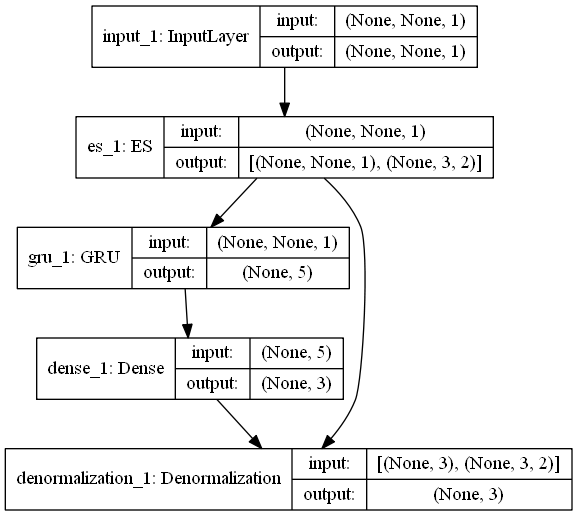 input_1: InputLayer
input: (None, None, 1)
output: (None, None, 1)
es_1: ES
input: (None, None, 1)
output: [(None, None, 1), (None, 3, 2)]
gru_1: GRU
input: (None, None, 1)
output: (None, 5)
dense_1: Dense
input: (None, 5)
output: (None, 3)
denormalization_1: Denormalization
input: [(None, 3), (None, 3, 2)]
output: (None, 3)